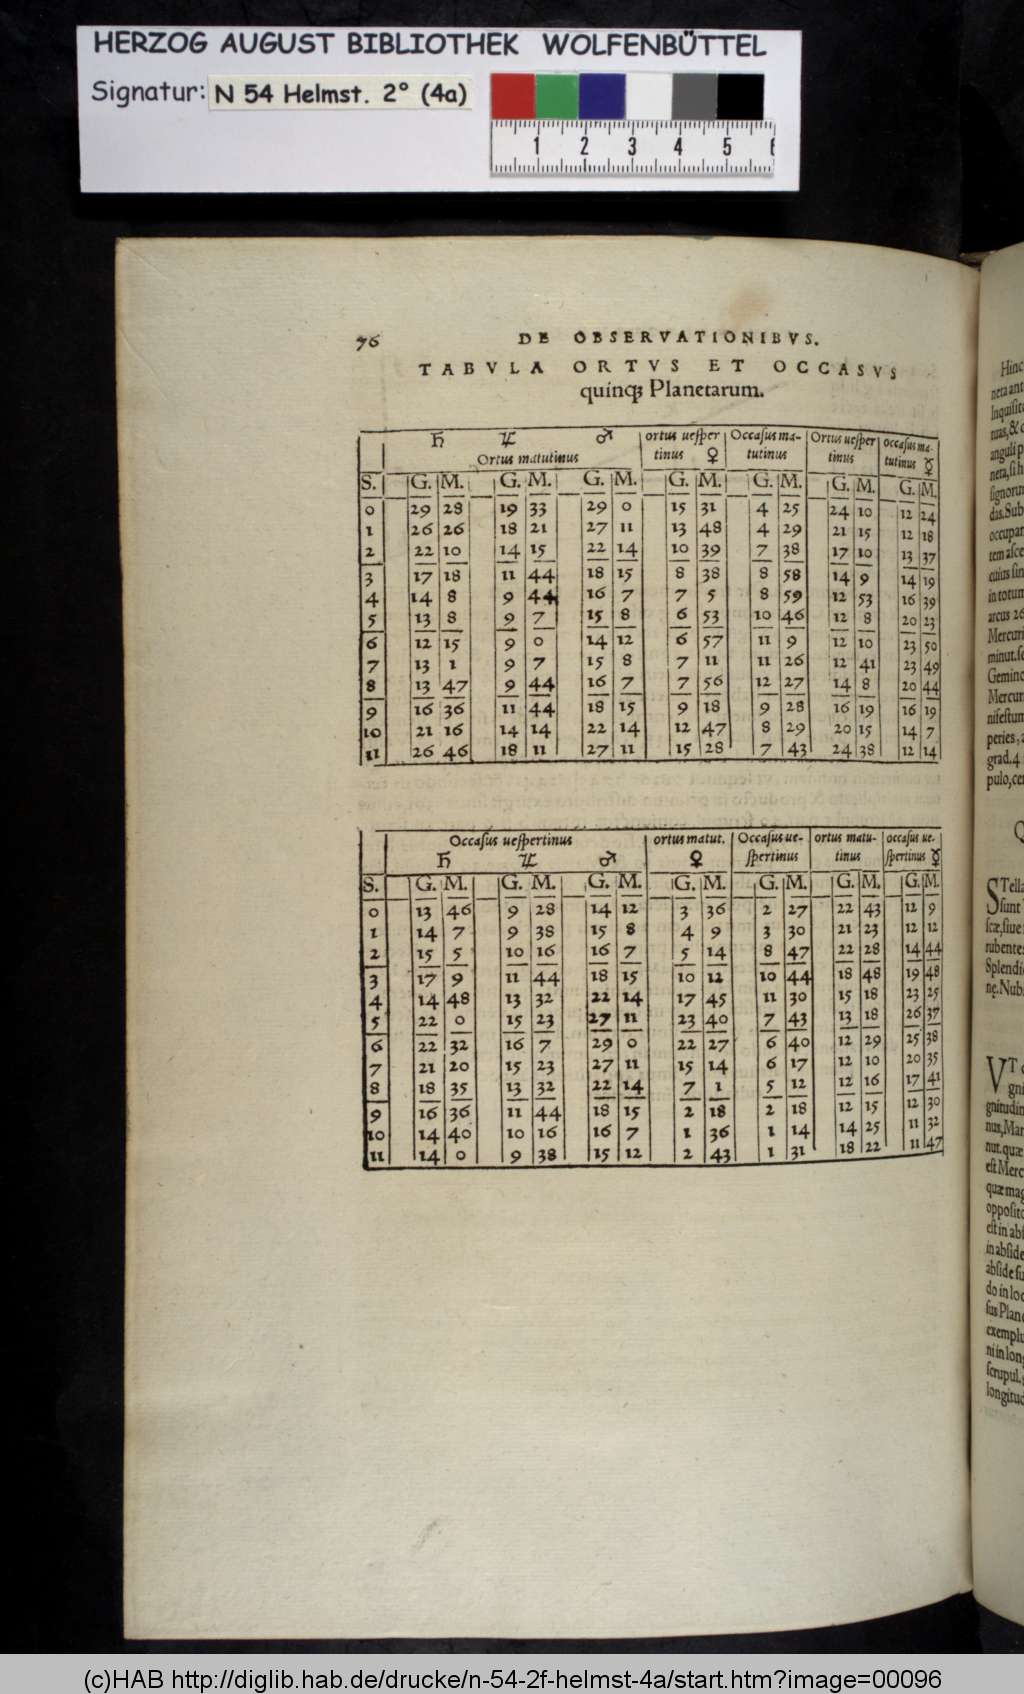 HERZOG AUGUST BIBLIOTHEK WOLFENBÜTTEL
Signatur: N 54 Helmst. 2° (4a)
1 2 3 4 5 6
76 DE OBSERVATIONIBVS.
TABVLA ORTVS ET OCCASVS
quinqꝫ Planetarum.
♄ ♃ ♂ ortus uesper Occasus ma- Ortus uesper occasus ma-
Ortus matutinus tinus ♀ tutinus tinus tutinus ☿
S. G. M. G. M. G. M. G. M. G. M. G. M. G. M.
0 29 28 19 33 29 0 15 31 4 25 24 10 12 24
1 26 26 18 21 27 11 13 48 4 29 21 15 12 18
2 22 10 14 15 22 14 10 39 7 38 17 10 13 37
3 17 18 11 44 18 15 8 38 8 58 14 9 14 19
4 14 8 9 44 16 7 7 5 8 59 12 53 16 39
5 13 8 9 7 15 8 6 53 10 46 12 8 20 23
6 12 15 9 0 14 12 6 57 11 9 12 10 23 50
7 13 1 9 7 15 8 7 11 11 26 12 41 23 49
8 13 47 9 44 16 7 7 56 12 27 14 8 20 44
9 16 36 11 44 18 15 9 18 9 28 16 19 16 19
10 21 16 14 14 22 14 12 47 8 29 20 15 14 7
11 26 46 18 11 27 11 15 28 7 43 24 38 12 14
Occasus uespertinus ortus matut. Occasus ue- ortus matu- occasus ue-
♄ ♃ ♂ ♀ spertinus tinus spertinus ☿
S. G. M. G. M. G. M. G. M. G. M. G. M. G. M.
0 13 46 9 28 14 12 3 36 2 27 22 43 12 9
1 14 7 9 38 15 8 4 9 3 30 21 23 12 12
2 15 5 10 16 16 7 5 14 8 47 22 28 14 44
3 17 9 11 44 18 15 10 12 10 44 18 48 19 48
4 14 48 13 32 22 14 17 45 11 30 15 18 23 25
5 22 0 15 23 27 11 23 40 7 43 13 18 26 37
6 22 32 16 7 29 0 22 27 6 40 12 29 25 38
7 21 20 15 23 27 11 15 14 6 17 12 10 20 35
8 18 35 13 32 22 14 7 1 5 12 12 16 17 41
9 16 36 11 44 18 15 2 18 2 18 12 15 12 30
10 14 40 10 16 16 7 1 36 1 14 14 25 11 32
11 14 0 9 38 15 12 2 43 1 31 18 22 11 47
(c)HAB http://diglib.hab.de/drucke/n-54-2f-helmst-4a/start.htm?image=00096